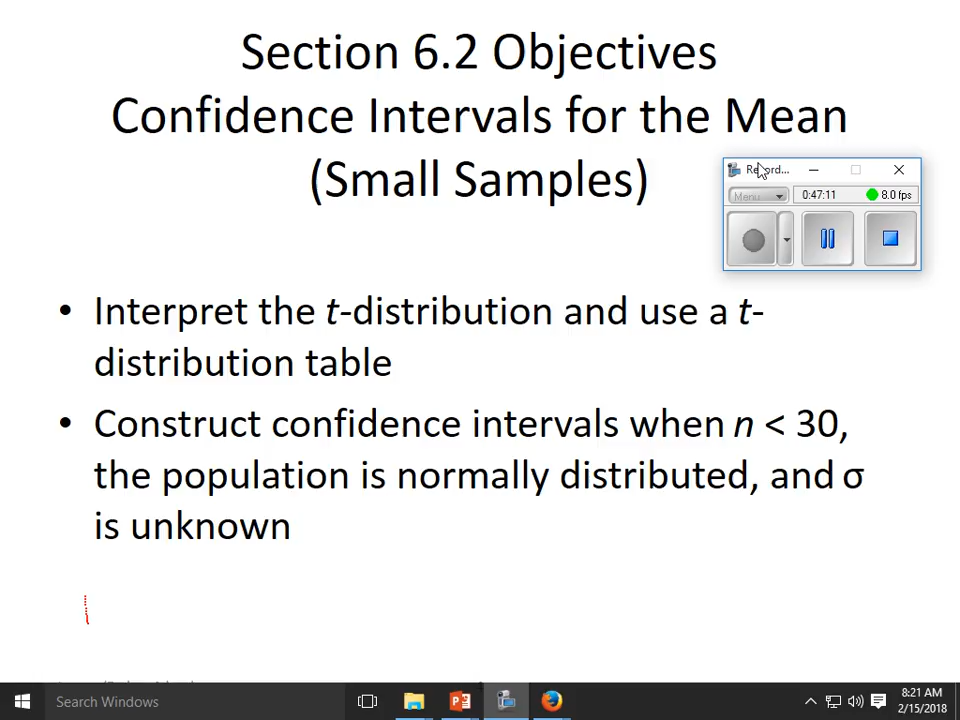 Section 6.2 Objectives
Confidence Intervals for the Mean
(Small Samples)
Menu
0:47:11
8.0 fps
• Interpret the t-distribution and use a t-
distribution table
• Construct confidence intervals when n < 30,
the population is normally distributed, and σ
is unknown
Search Windows
8:21 AM
2/15/2018